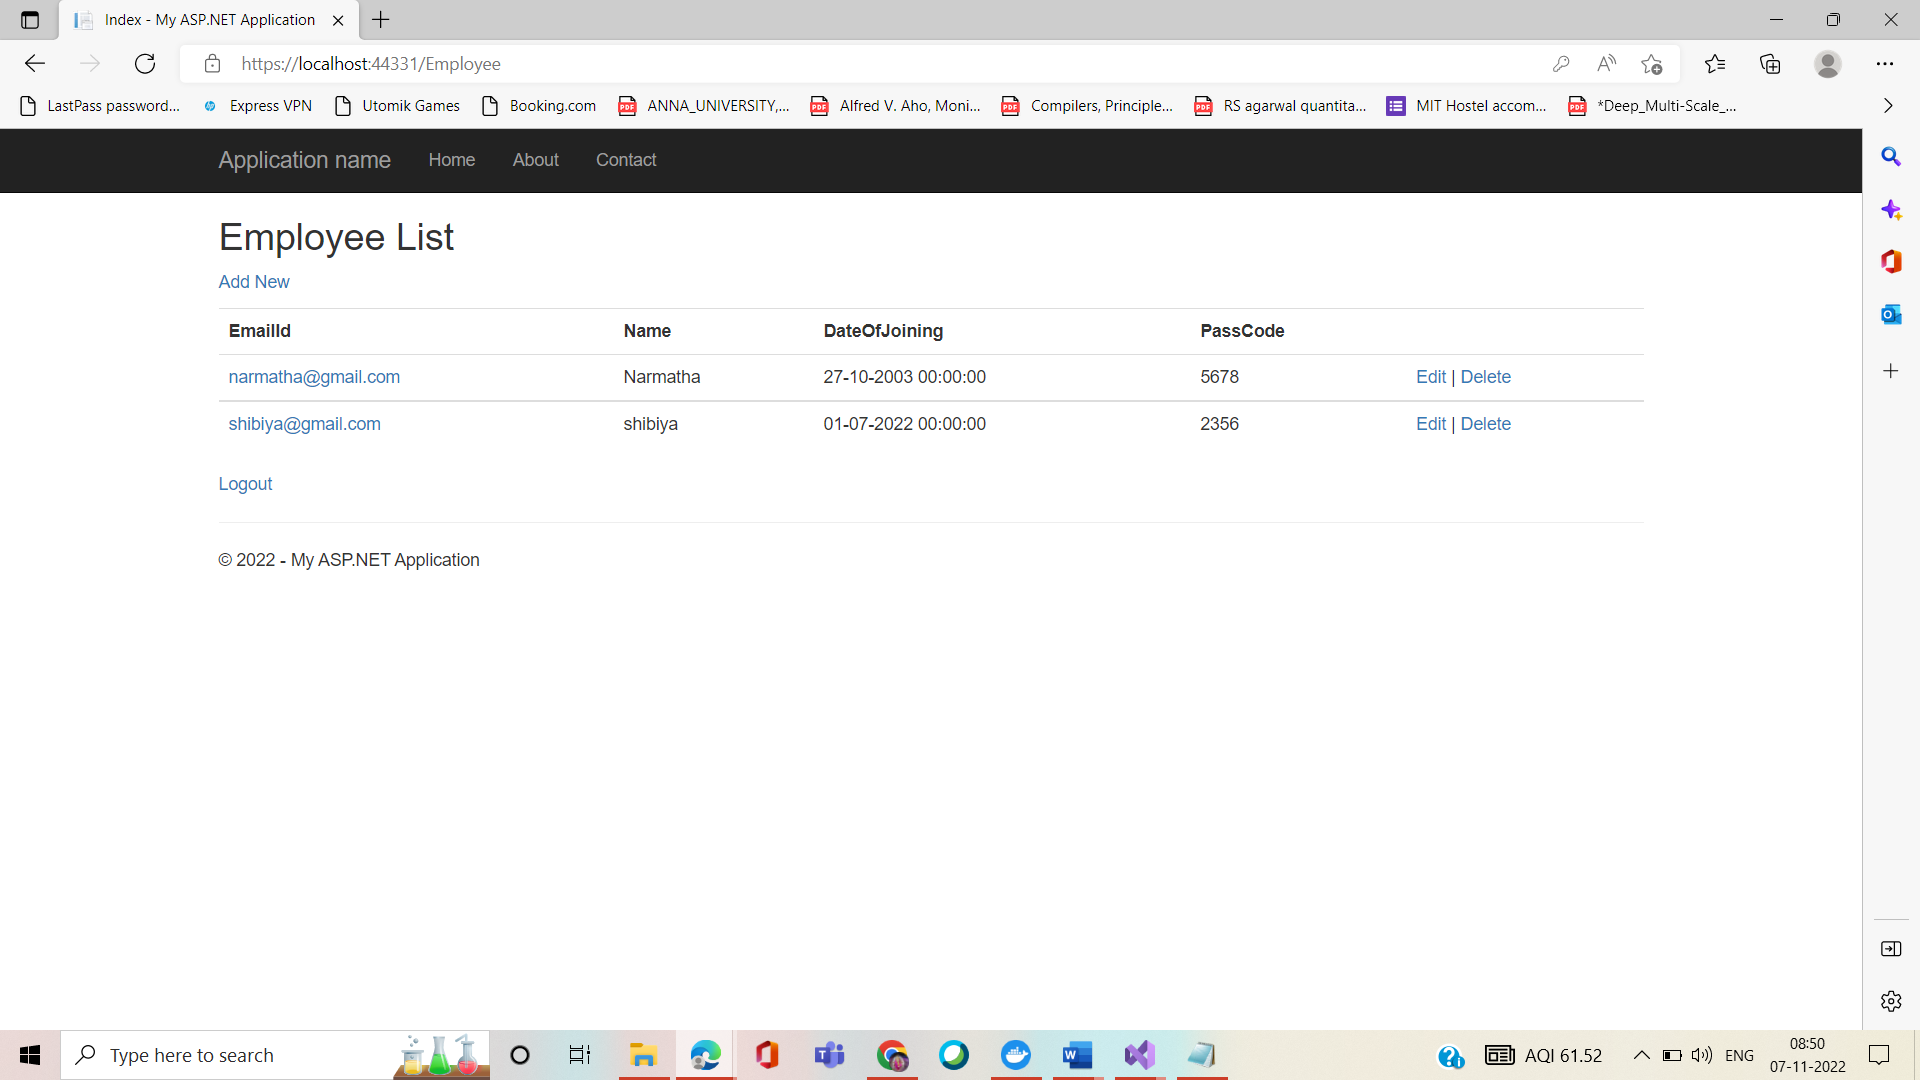 Index - My ASP.NET Application
https://localhost:44331/Employee
LastPass password... Express VPN Utomik Games Booking.com ANNA_UNIVERSITY,... Alfred V. Aho, Moni... Compilers, Principle... RS agarwal quantita... MIT Hostel accom... *Deep_Multi-Scale_...
Application name Home About Contact
Employee List
Add New
EmailId Name DateOfJoining PassCode
narmatha@gmail.com Narmatha 27-10-2003 00:00:00 5678 Edit | Delete
shibiya@gmail.com shibiya 01-07-2022 00:00:00 2356 Edit | Delete
Logout
© 2022 - My ASP.NET Application
Type here to search
AQI 61.52
ENG
08:50
07-11-2022